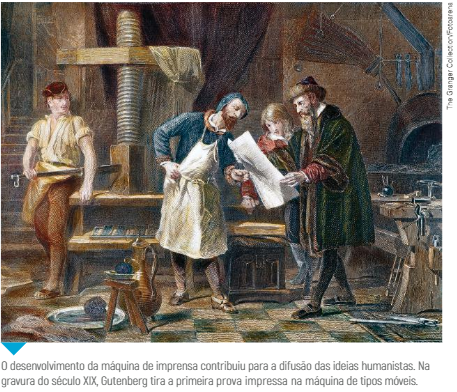 The Granger Collection/Fotoarena
O desenvolvimento da máquina de imprensa contribuiu para a difusão das ideias humanistas. Na
gravura do século XIX, Gutenberg tira a primeira prova impressa na máquina de tipos móveis.